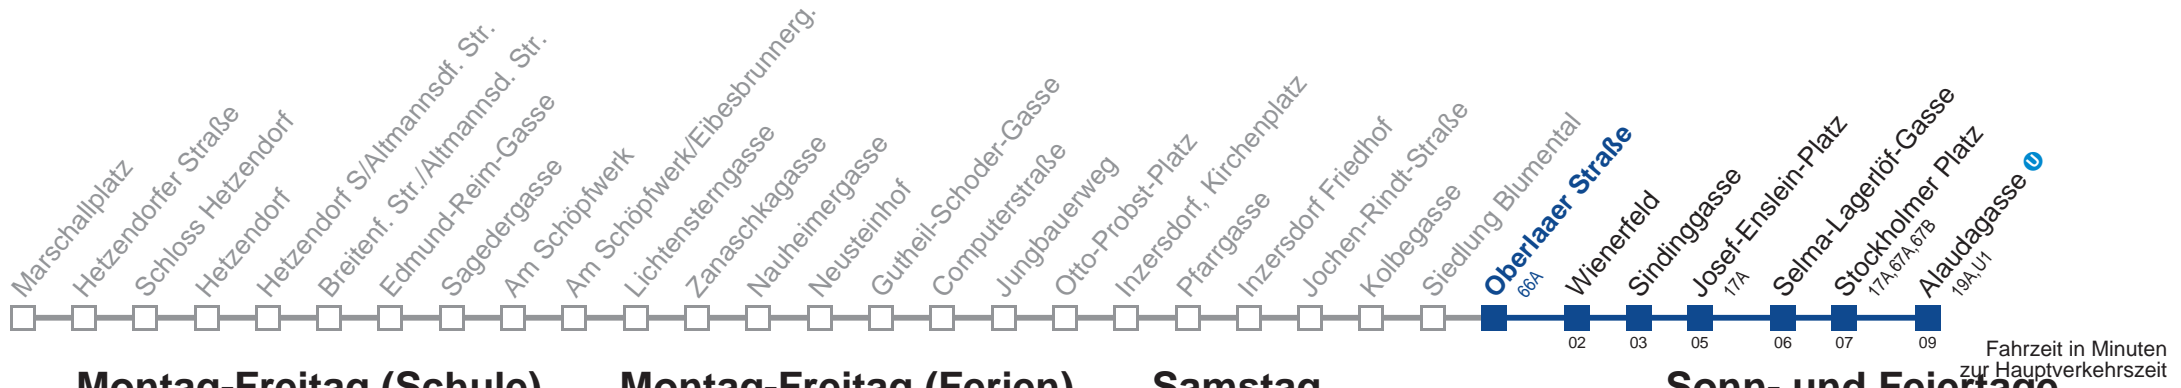 Marschallplatz
Hetzendorfer Straße
Schloss Hetzendorf
Hetzendorf
Hetzendorf S/Altmannsdf. Str.
Breitenf. Str./Altmannsd. Str.
Edmund-Reim-Gasse
Sagedergasse
Am Schöpfwerk
Am Schöpfwerk/Eibesbrunnerg.
Lichtensterngasse
Zanaschkagasse
Nauheimergasse
Neusteinhof
Gutheil-Schoder-Gasse
Computerstraße
Jungbauerweg
Otto-Probst-Platz
Inzersdorf, Kirchenplatz
Pfarrgasse
Inzersdorf Friedhof
Jochen-Rindt-Straße
Kolbegasse
Siedlung Blumental
Oberlaaer Straße
66A
Wienerfeld
Sindinggasse
Josef-Enslein-Platz
17A
Selma-Lagerlöf-Gasse
Stockholmer Platz
17A,67A,67B
Alaudagasse U
19A,U1
02 03 05 06 07 09
Fahrzeit in Minuten
zur Hauptverkehrszeit
Montag-Freitag (Schule) Montag-Freitag (Ferien) Samstag Sonn- und Feiertage